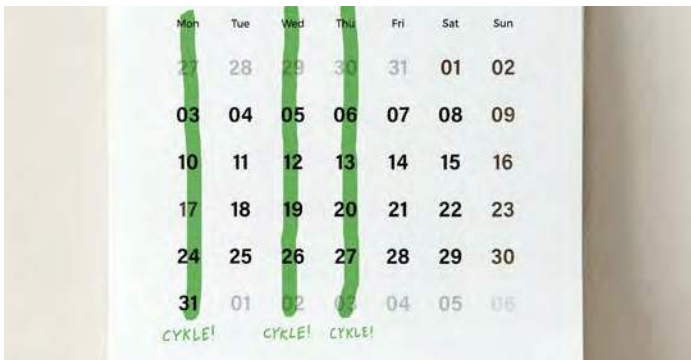 Mon Tue Wed Thu Fri Sat Sun
27 28 29 30 31 01 02
03 04 05 06 07 08 09
10 11 12 13 14 15 16
17 18 19 20 21 22 23
24 25 26 27 28 29 30
31 01 02 03 04 05 06
CYKLE! CYKLE! CYKLE!